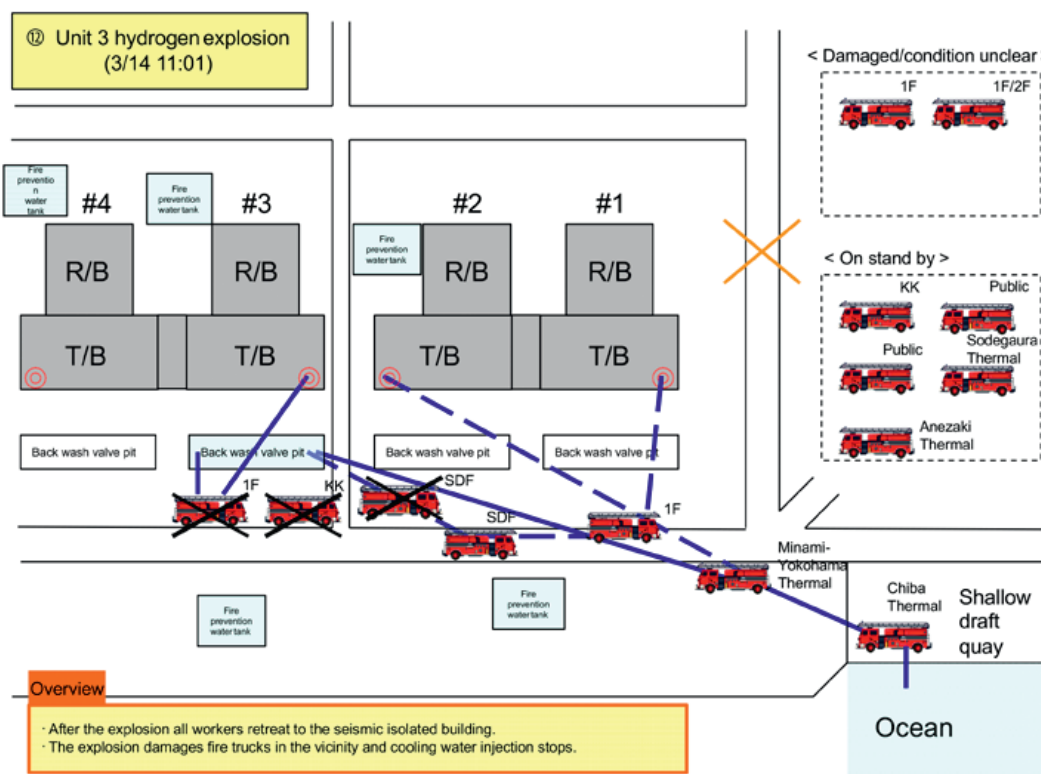 ⑫ Unit 3 hydrogen explosion
(3/14 11:01)
< Damaged/condition unclear >
1F
1F/2F
Fire
preventio
n
water
tank
#4
Fire
prevention
water tank
#3
#2
#1
Fire
prevention
water tank
R/B
R/B
R/B
R/B
T/B
T/B
T/B
T/B
< On stand by >
KK
Public
Public
Sodegaura
Thermal
Anezaki
Thermal
Back wash valve pit
Back wash valve pit
Back wash valve pit
Back wash valve pit
1F
KK
SDF
SDF
1F
Minami-
Yokohama
Thermal
Chiba
Thermal
Shallow
draft
quay
Fire
prevention
water tank
Fire
prevention
water tank
Ocean
Overview
· After the explosion all workers retreat to the seismic isolated building.
· The explosion damages fire trucks in the vicinity and cooling water injection stops.